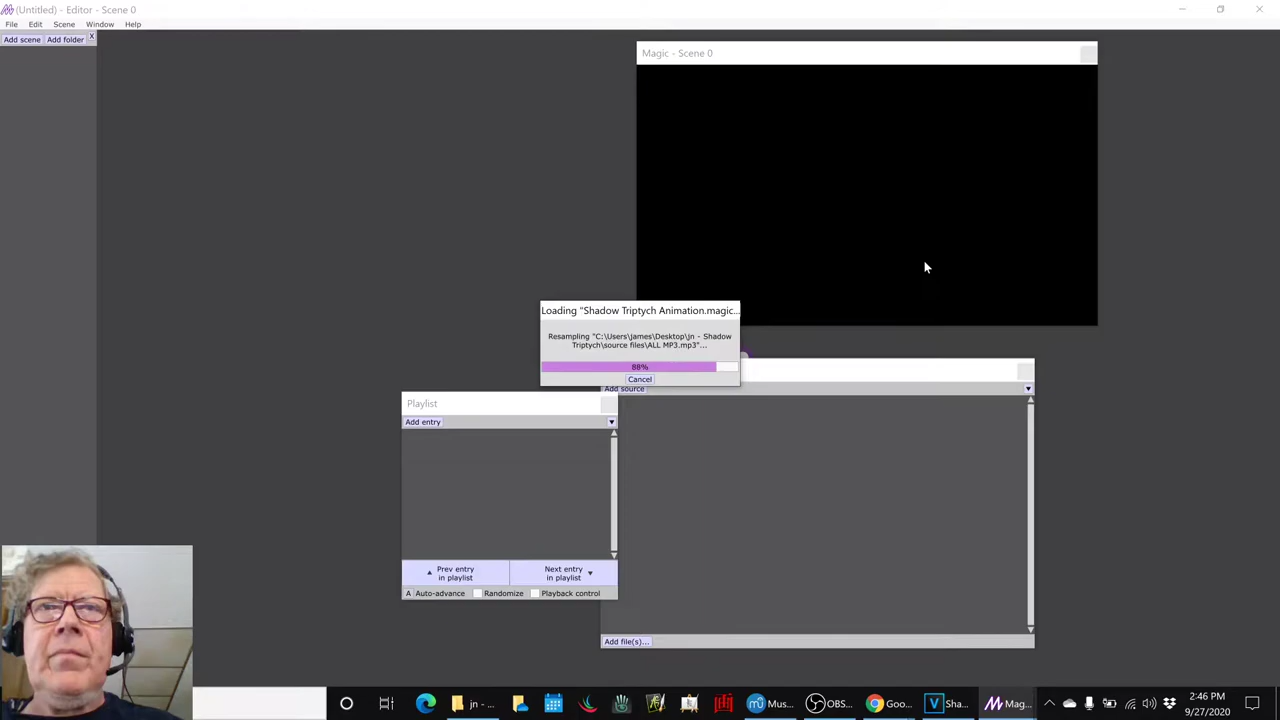 (Untitled) - Editor - Scene 0
File Edit Scene Window Help
Add scene Add folder X
Magic - Scene 0
Loading "Shadow Triptych Animation.magic...
Resampling "C:\Users\james\Desktop\jn - Shadow
Triptych\source files\ALL MP3.mp3"...
88%
Cancel
Add source
Playlist
Add entry
Prev entry
in playlist
Next entry
in playlist
A Auto-advance Randomize Playback control
Add file(s)...
jn - ...
Mus...
OBS...
Goo...
Sha...
Mag...
2:46 PM
9/27/2020